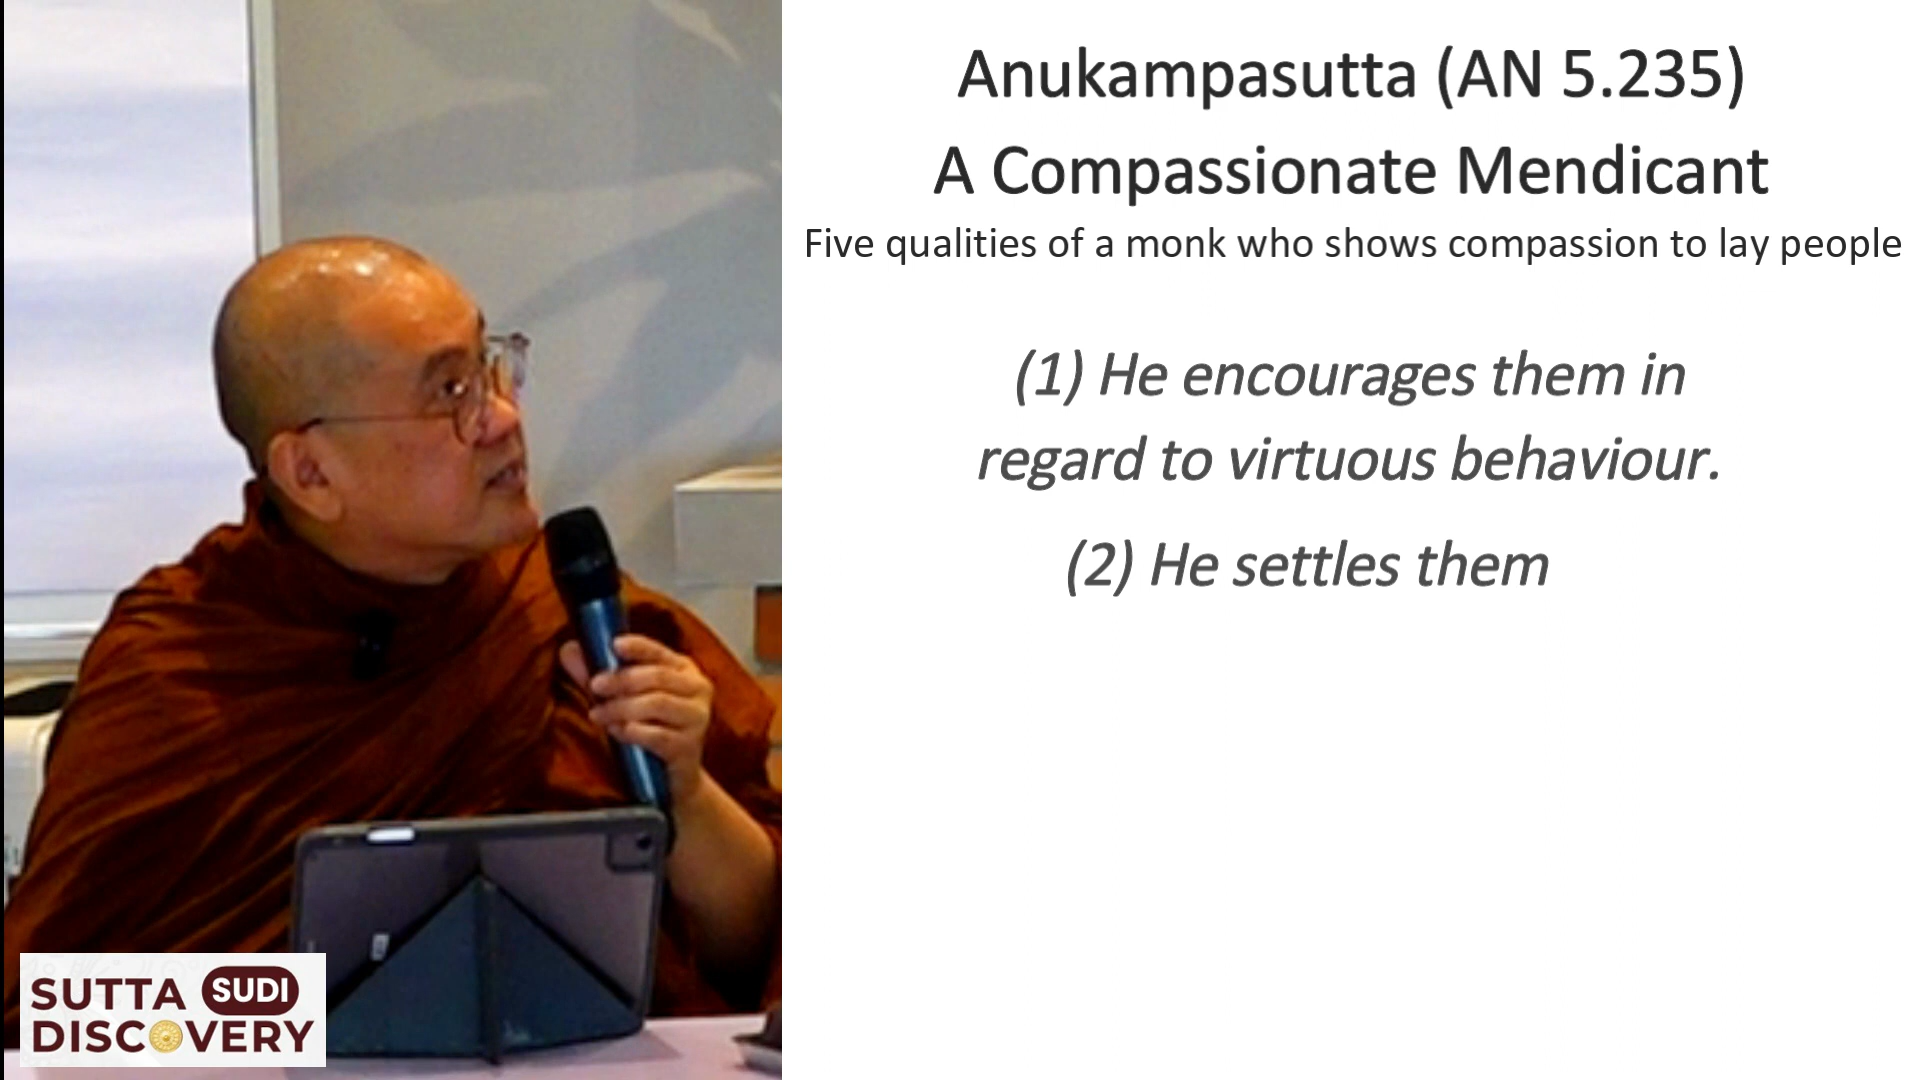 Anukampasutta (AN 5.235)
A Compassionate Mendicant
Five qualities of a monk who shows compassion to lay people
(1) He encourages them in
regard to virtuous behaviour.
(2) He settles them
SUTTA SUDI
DISCOVERY